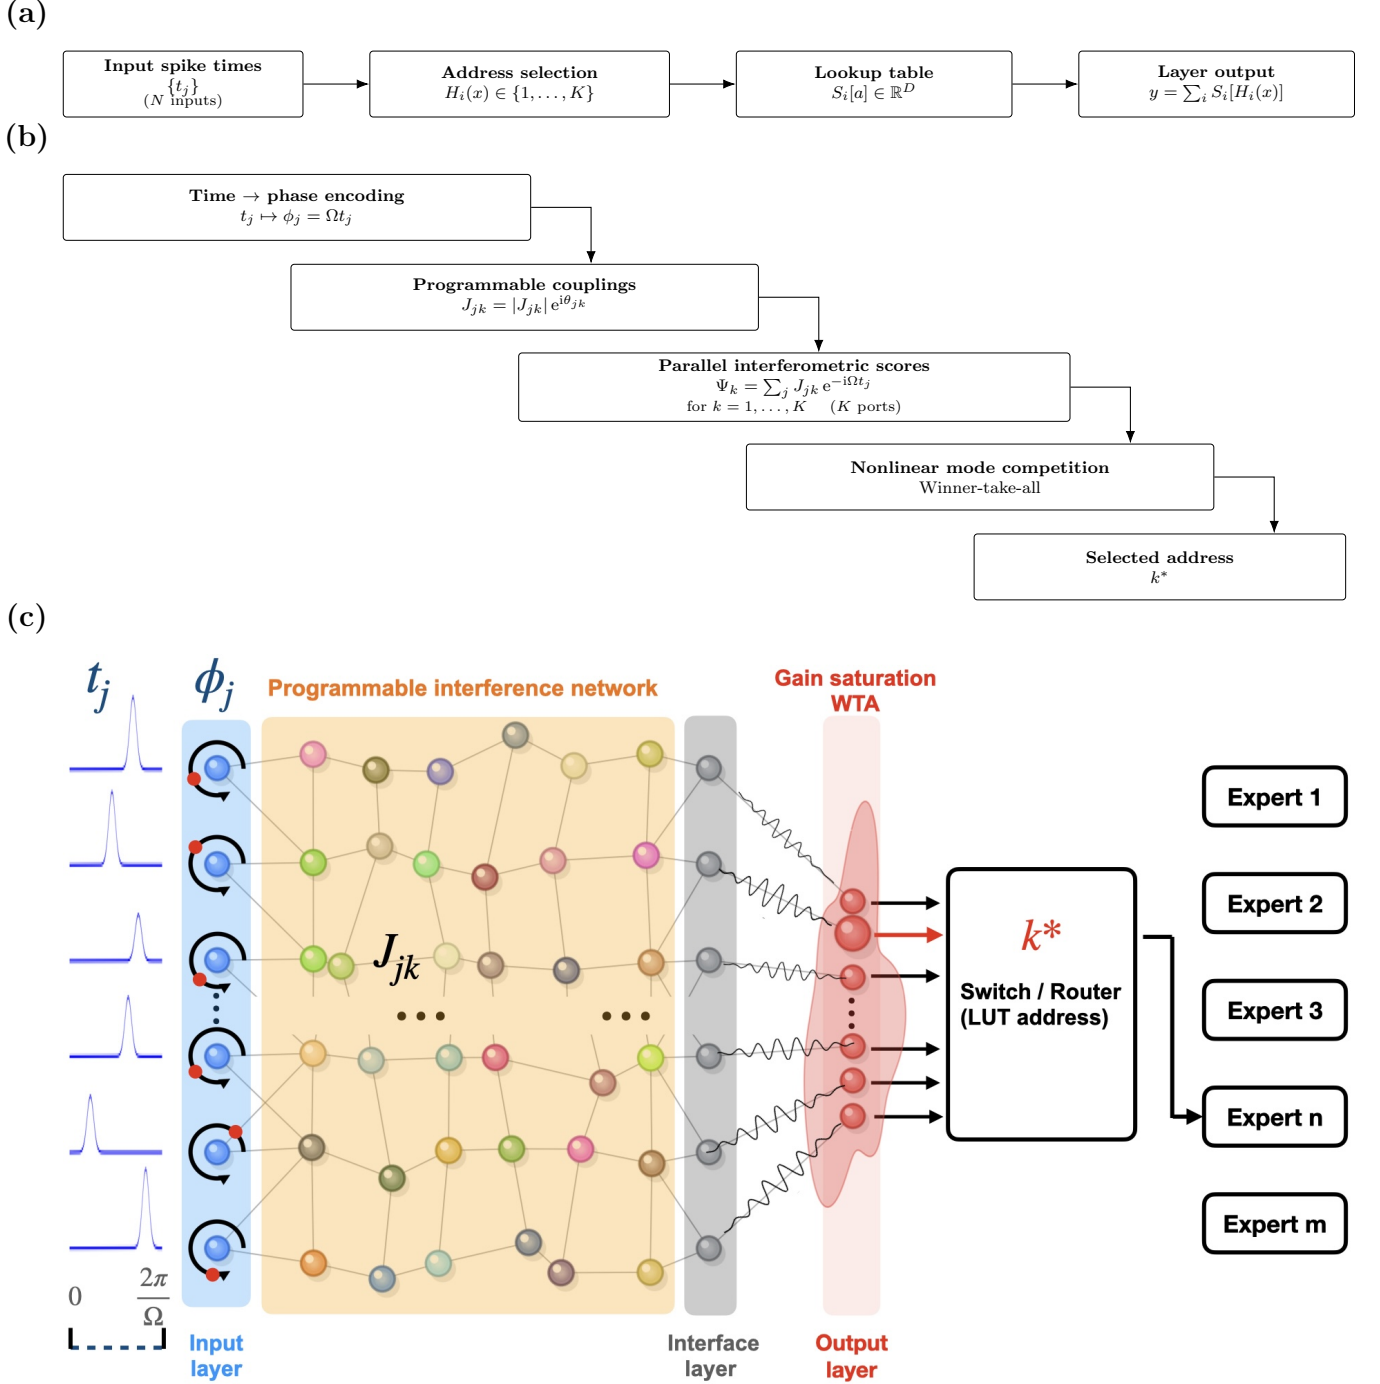 (a)
Input spike times
{t_j}
(N inputs)
Address selection
H_i(x) ∈ {1, . . . , K}
Lookup table
S_i[a] ∈ ℝ^D
Layer output
y = ∑_i S_i[H_i(x)]
(b)
Time → phase encoding
t_j ↦ ϕ_j = Ωt_j
Programmable couplings
J_jk = |J_jk| e^{iθ_jk}
Parallel interferometric scores
Ψ_k = ∑_j J_jk e^{−iΩt_j}
for k = 1, . . . , K (K ports)
Nonlinear mode competition
Winner-take-all
Selected address
k*
(c)
t_j
ϕ_j
Programmable interference network
Gain saturation
WTA
J_jk
k*
Switch / Router
(LUT address)
Expert 1
Expert 2
Expert 3
Expert n
Expert m
0
2π
Ω
Input
layer
Interface
layer
Output
layer